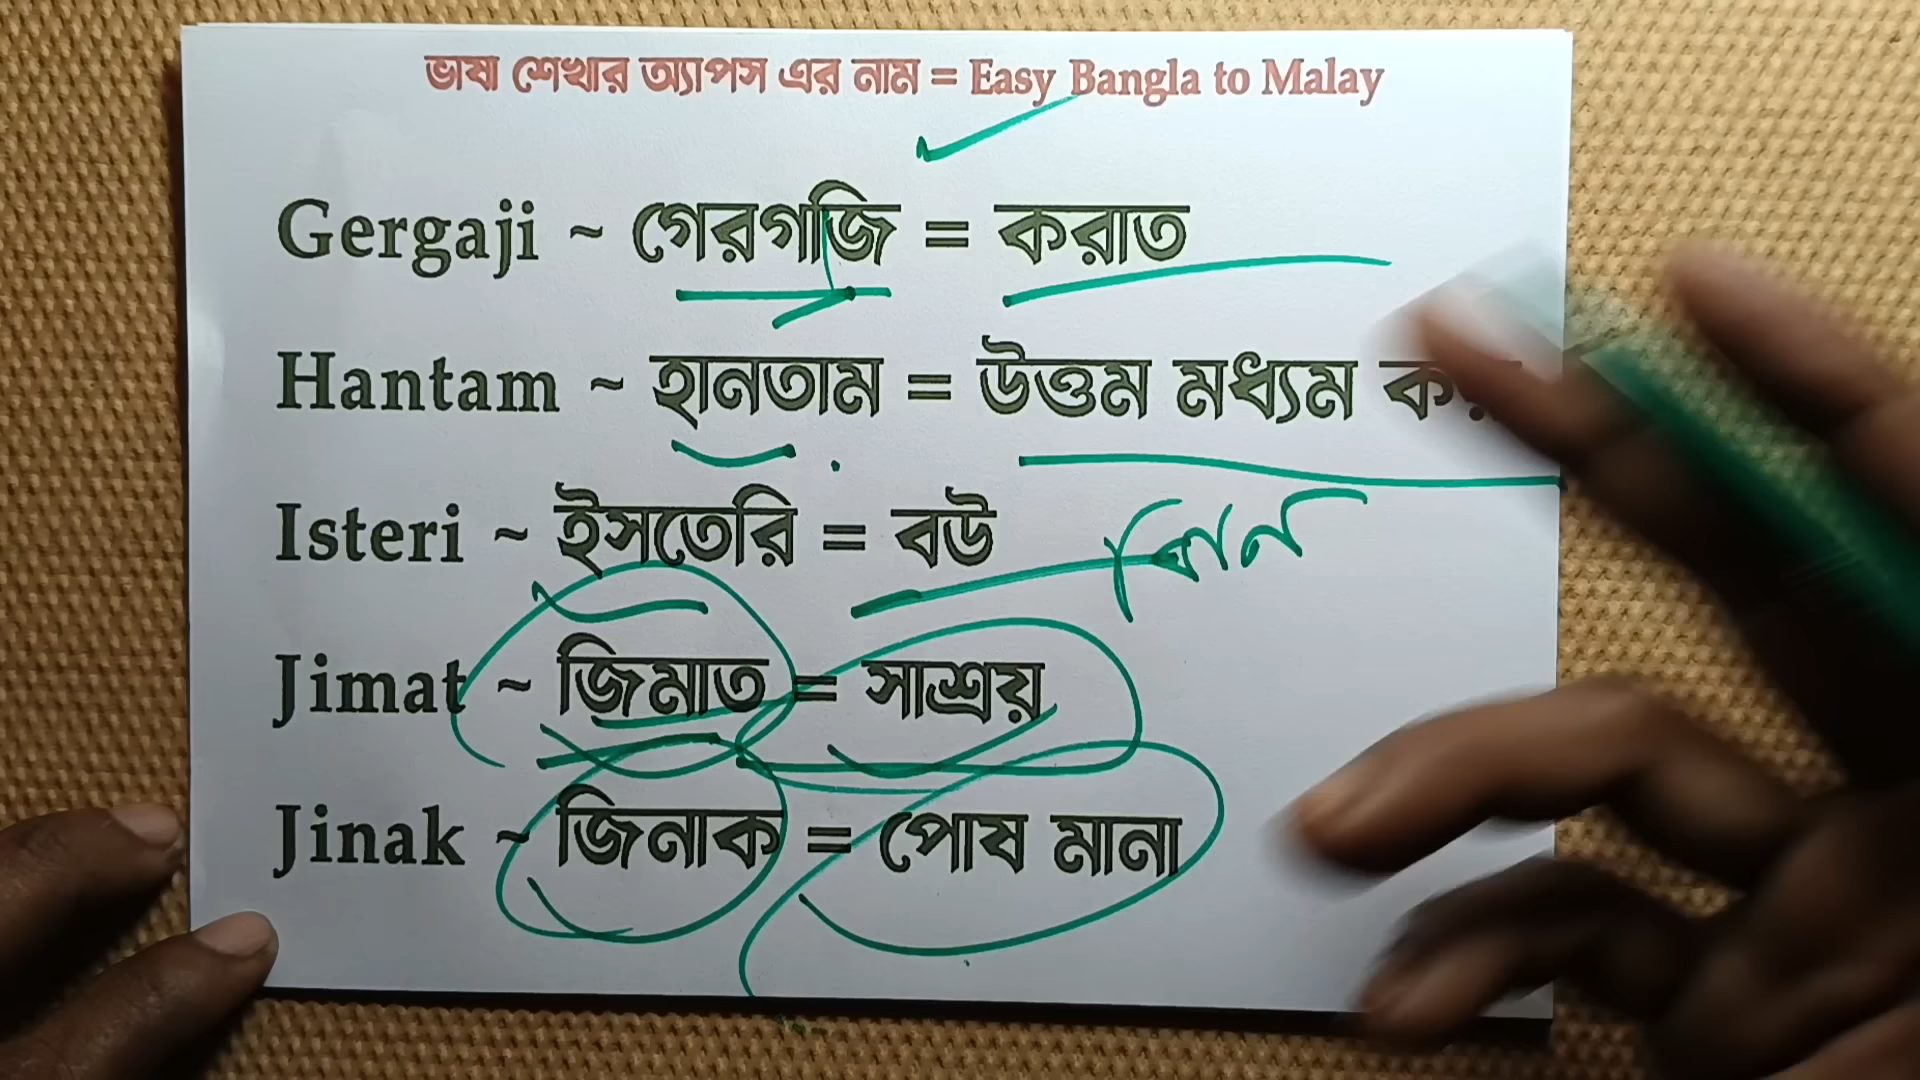 ভাষা শেখার অ্যাপস এর নাম = Easy Bangla to Malay
Gergaji ~ গেরগাজি = করাত
Hantam ~ হানতাম = উত্তম মধ্যম
Isteri ~ ইসতেরি = বউ
Jimat ~ জিমাত = সাশ্রয়
Jinak ~ জিনাক = পোষ মানা